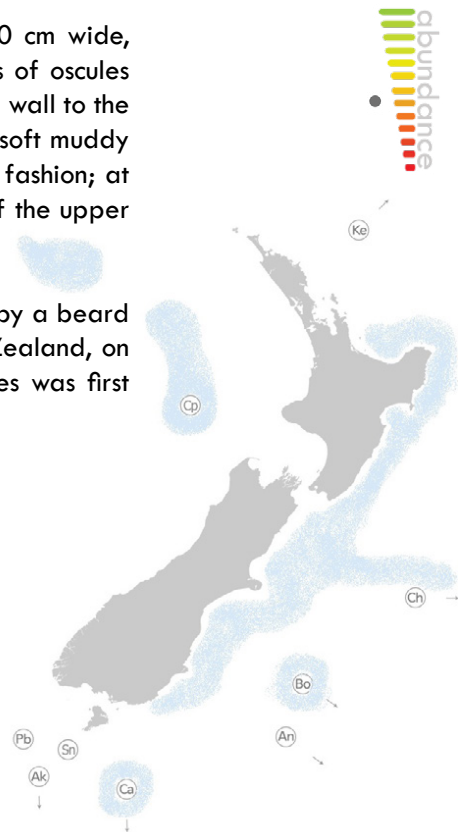 0 cm wide,
s of oscules
wall to the
soft muddy
fashion; at
f the upper
by a beard
Zealand, on
es was first
abundance
Ke
Cp
Ch
Bo
An
Pb
Sn
Ak
Ca